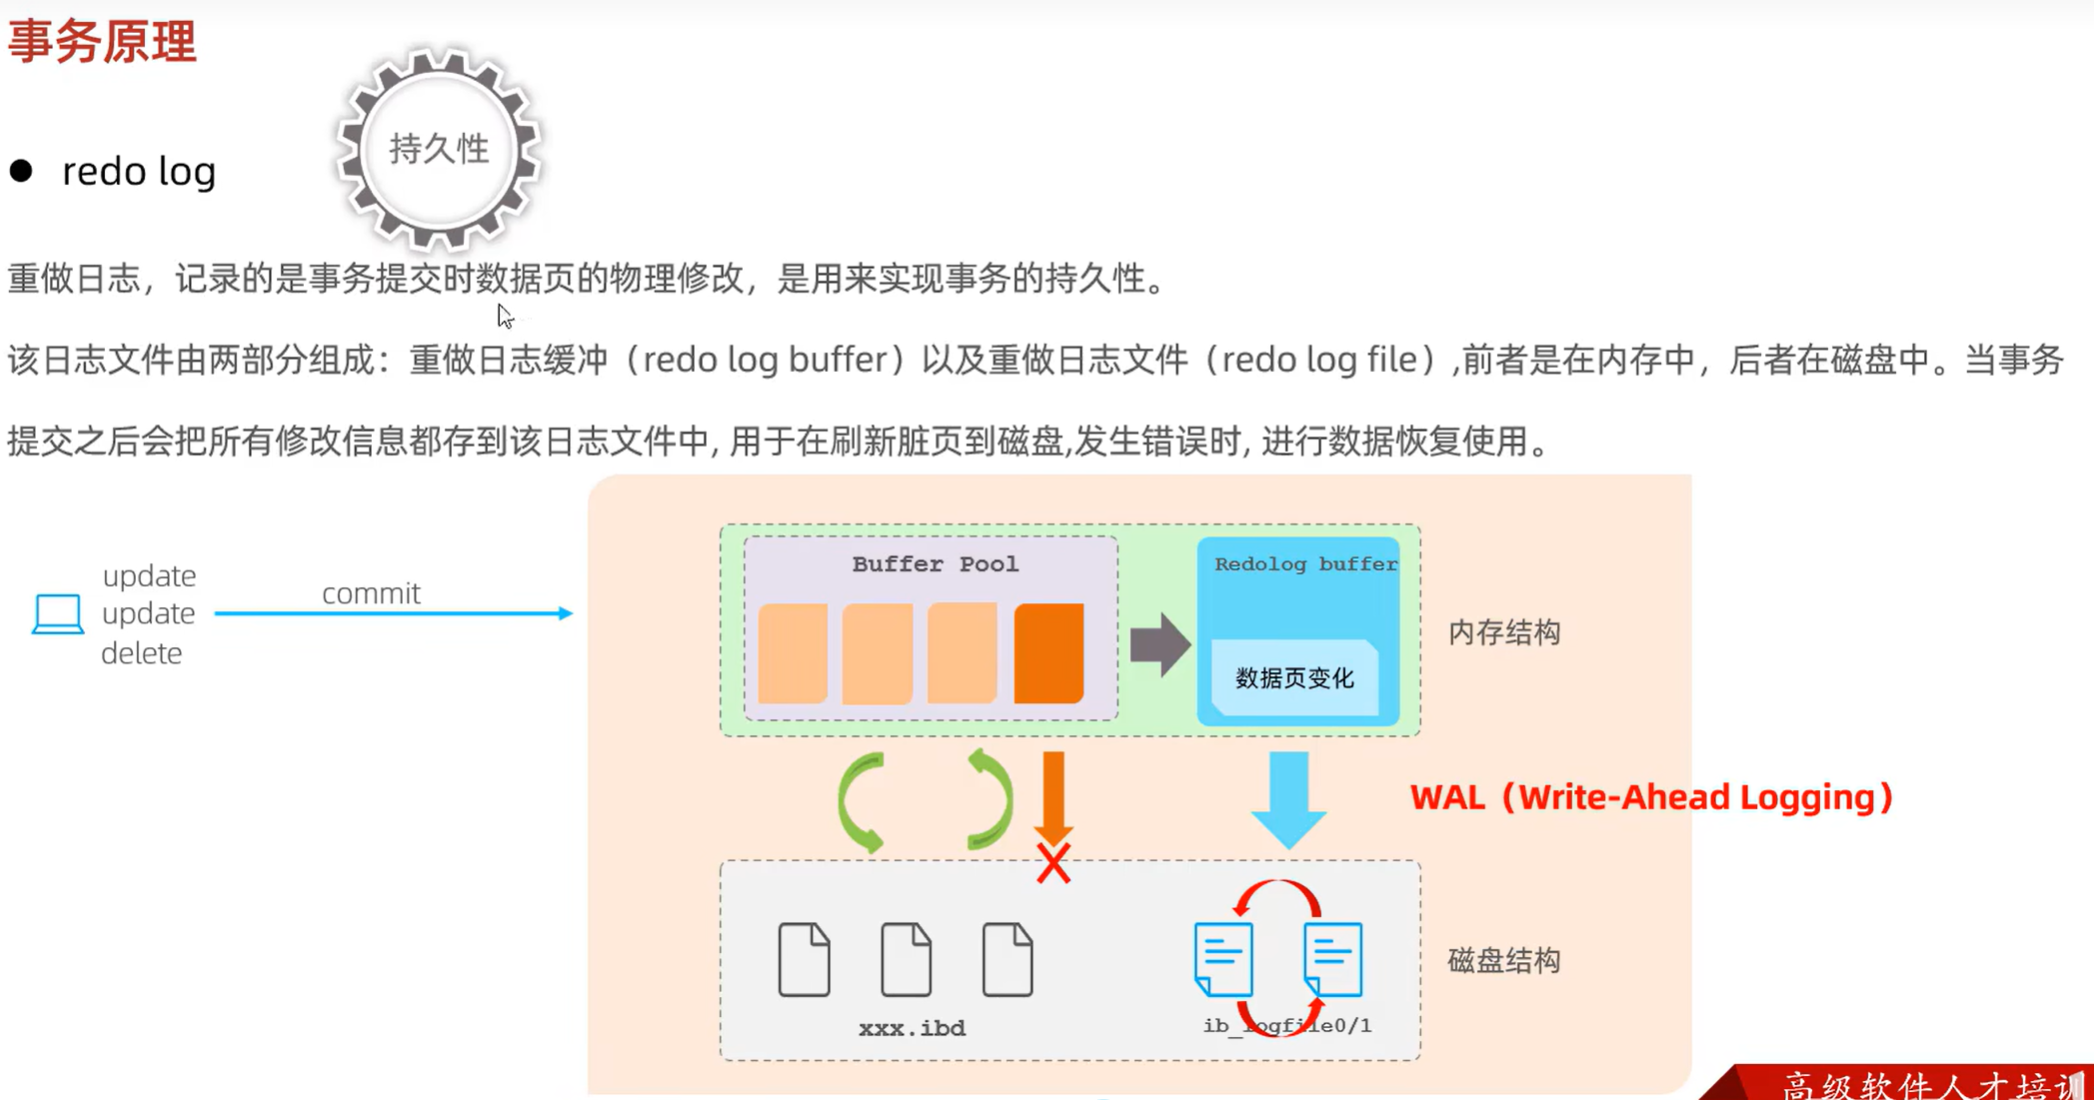 事务原理
持久性
redo log
重做日志，记录的是事务提交时数据页的物理修改，是用来实现事务的持久性。
该日志文件由两部分组成：重做日志缓冲（redo log buffer）以及重做日志文件（redo log file）,前者是在内存中，后者在磁盘中。当事务
提交之后会把所有修改信息都存到该日志文件中, 用于在刷新脏页到磁盘,发生错误时, 进行数据恢复使用。
update
update
delete
commit
Buffer Pool
Redolog buffer
数据页变化
内存结构
WAL（Write-Ahead Logging）
磁盘结构
xxx.ibd
ib_logfile0/1
高级软件人才培训